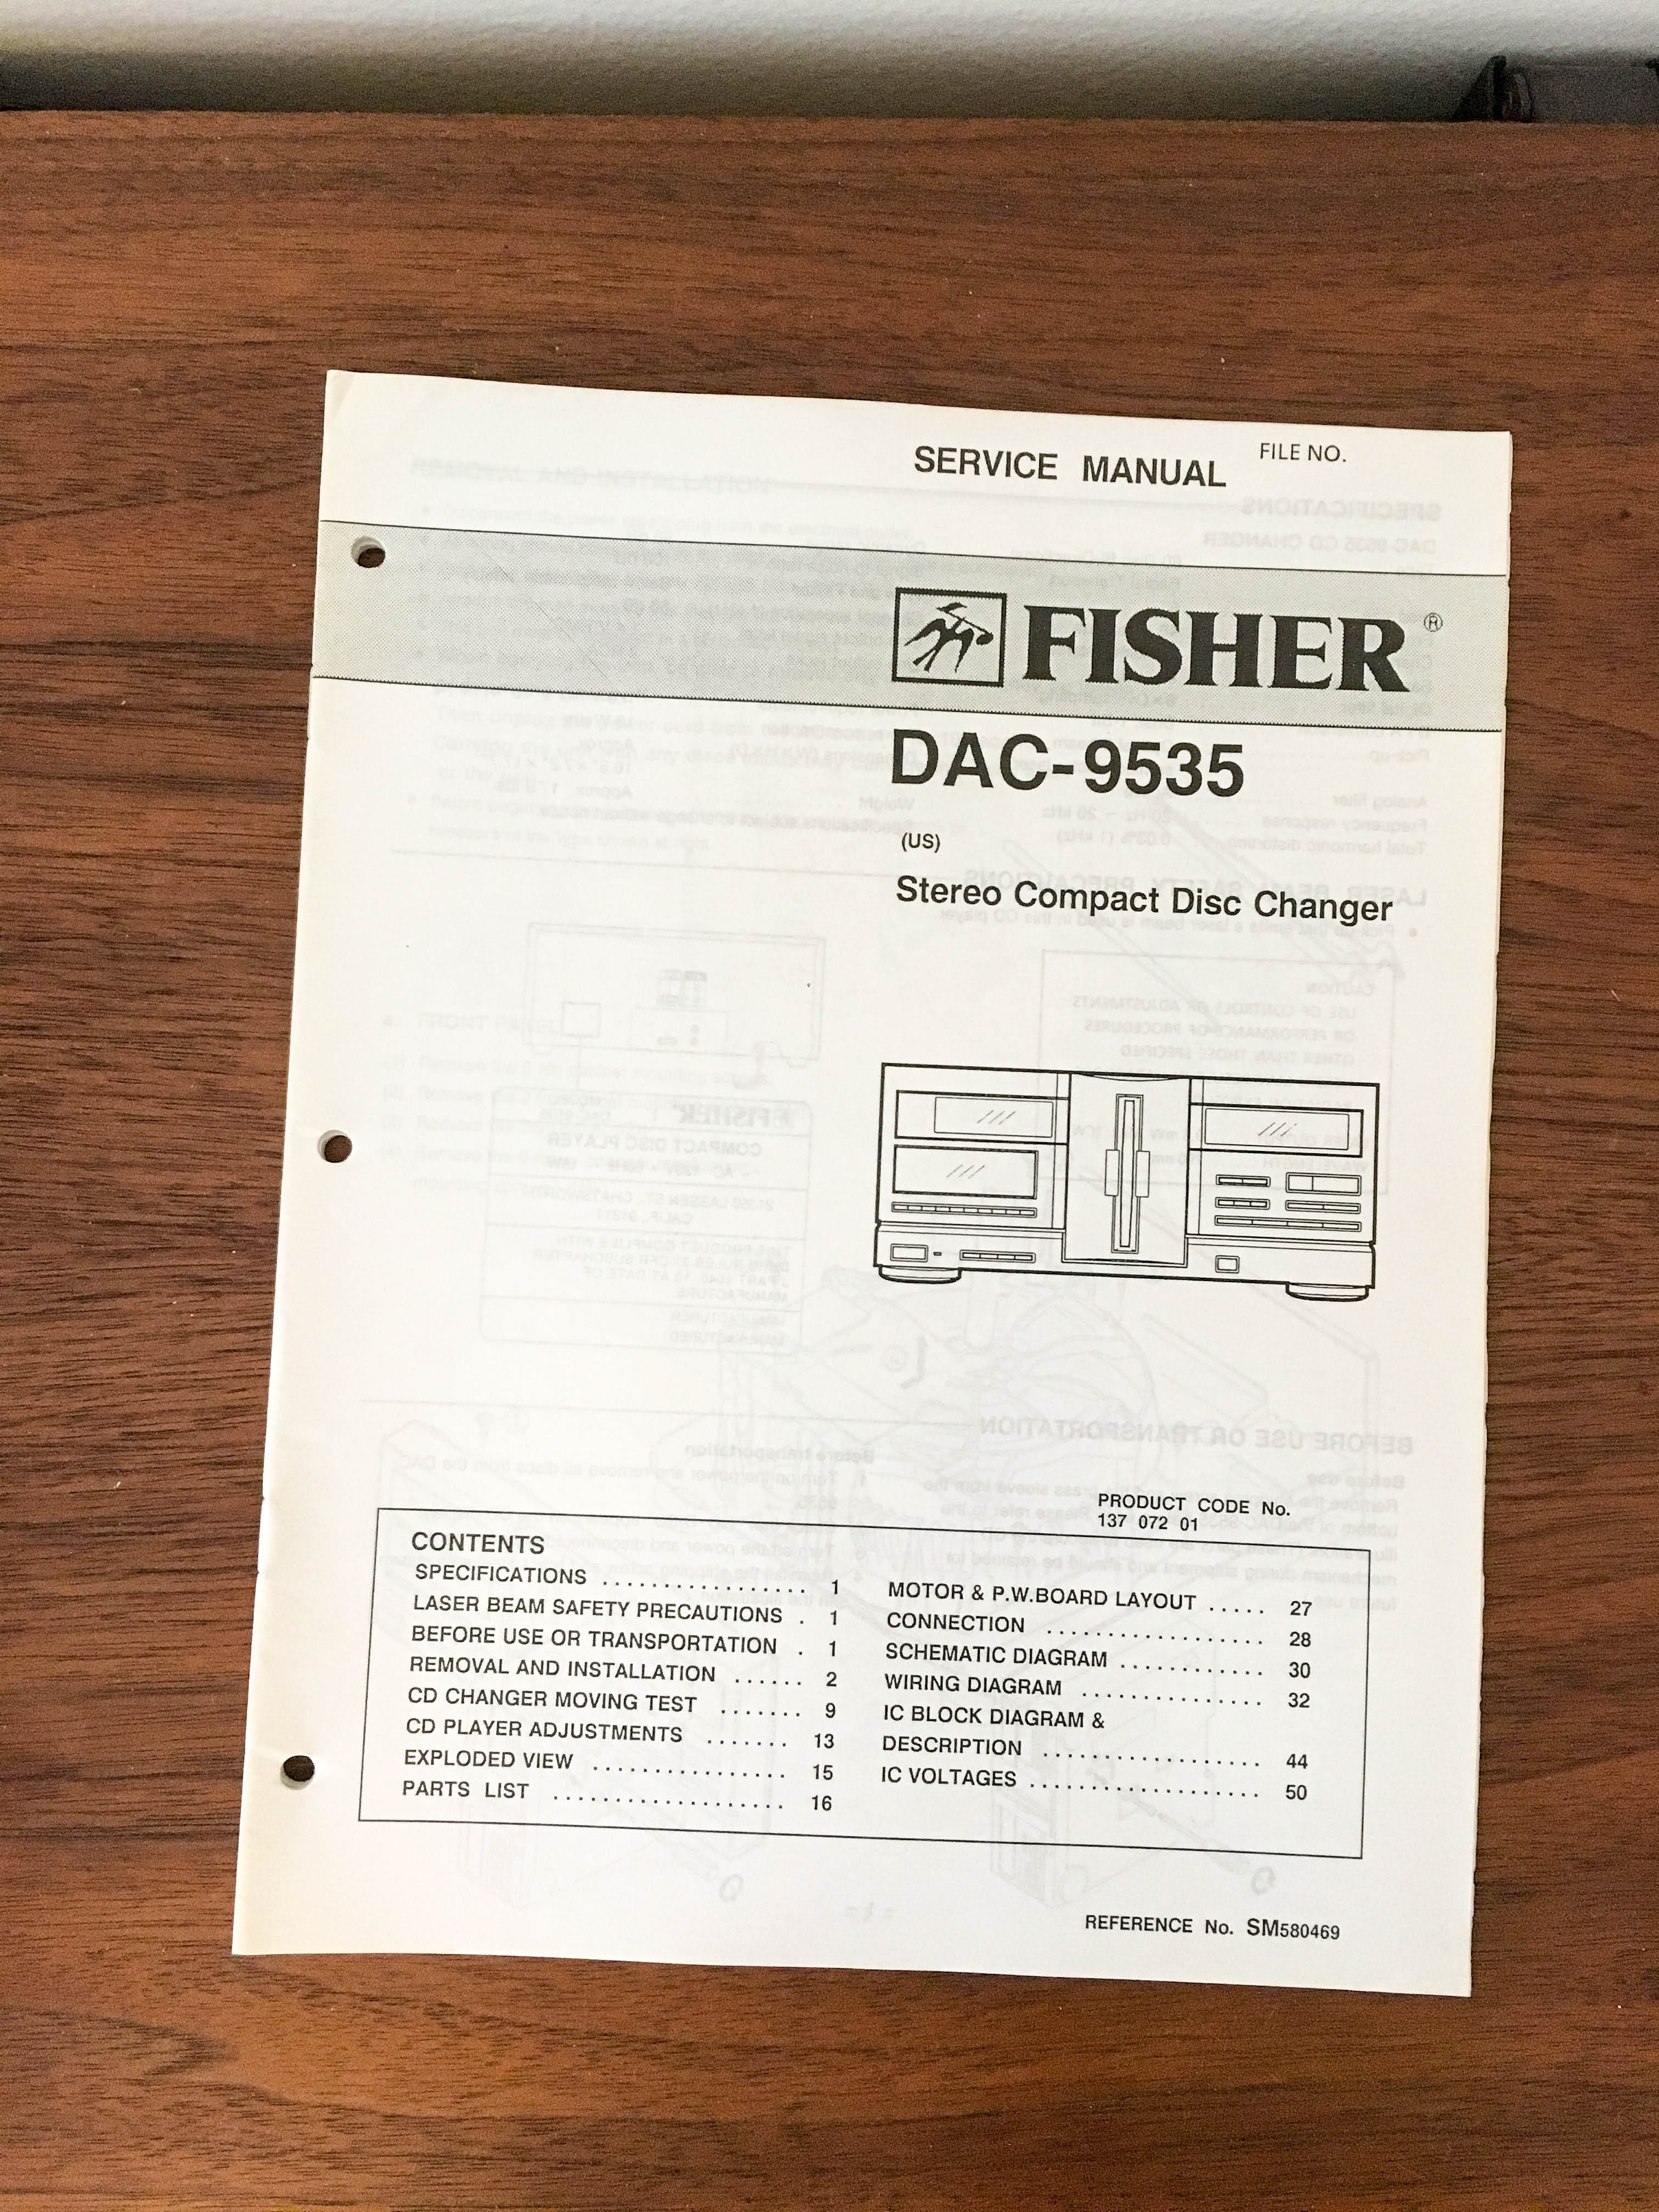 SERVICE MANUAL
FILE NO.
FISHER®
DAC-9535
(US)
Stereo Compact Disc Changer
PRODUCT CODE No.
137 072 01
CONTENTS
SPECIFICATIONS ................ 1
LASER BEAM SAFETY PRECAUTIONS . 1
BEFORE USE OR TRANSPORTATION . 1
REMOVAL AND INSTALLATION ...... 2
CD CHANGER MOVING TEST ....... 9
CD PLAYER ADJUSTMENTS ....... 13
EXPLODED VIEW ................ 15
PARTS LIST ................... 16
MOTOR & P.W.BOARD LAYOUT ..... 27
CONNECTION .................. 28
SCHEMATIC DIAGRAM ............ 30
WIRING DIAGRAM ............... 32
IC BLOCK DIAGRAM &
DESCRIPTION .................. 44
IC VOLTAGES ................... 50
REFERENCE No. SM580469